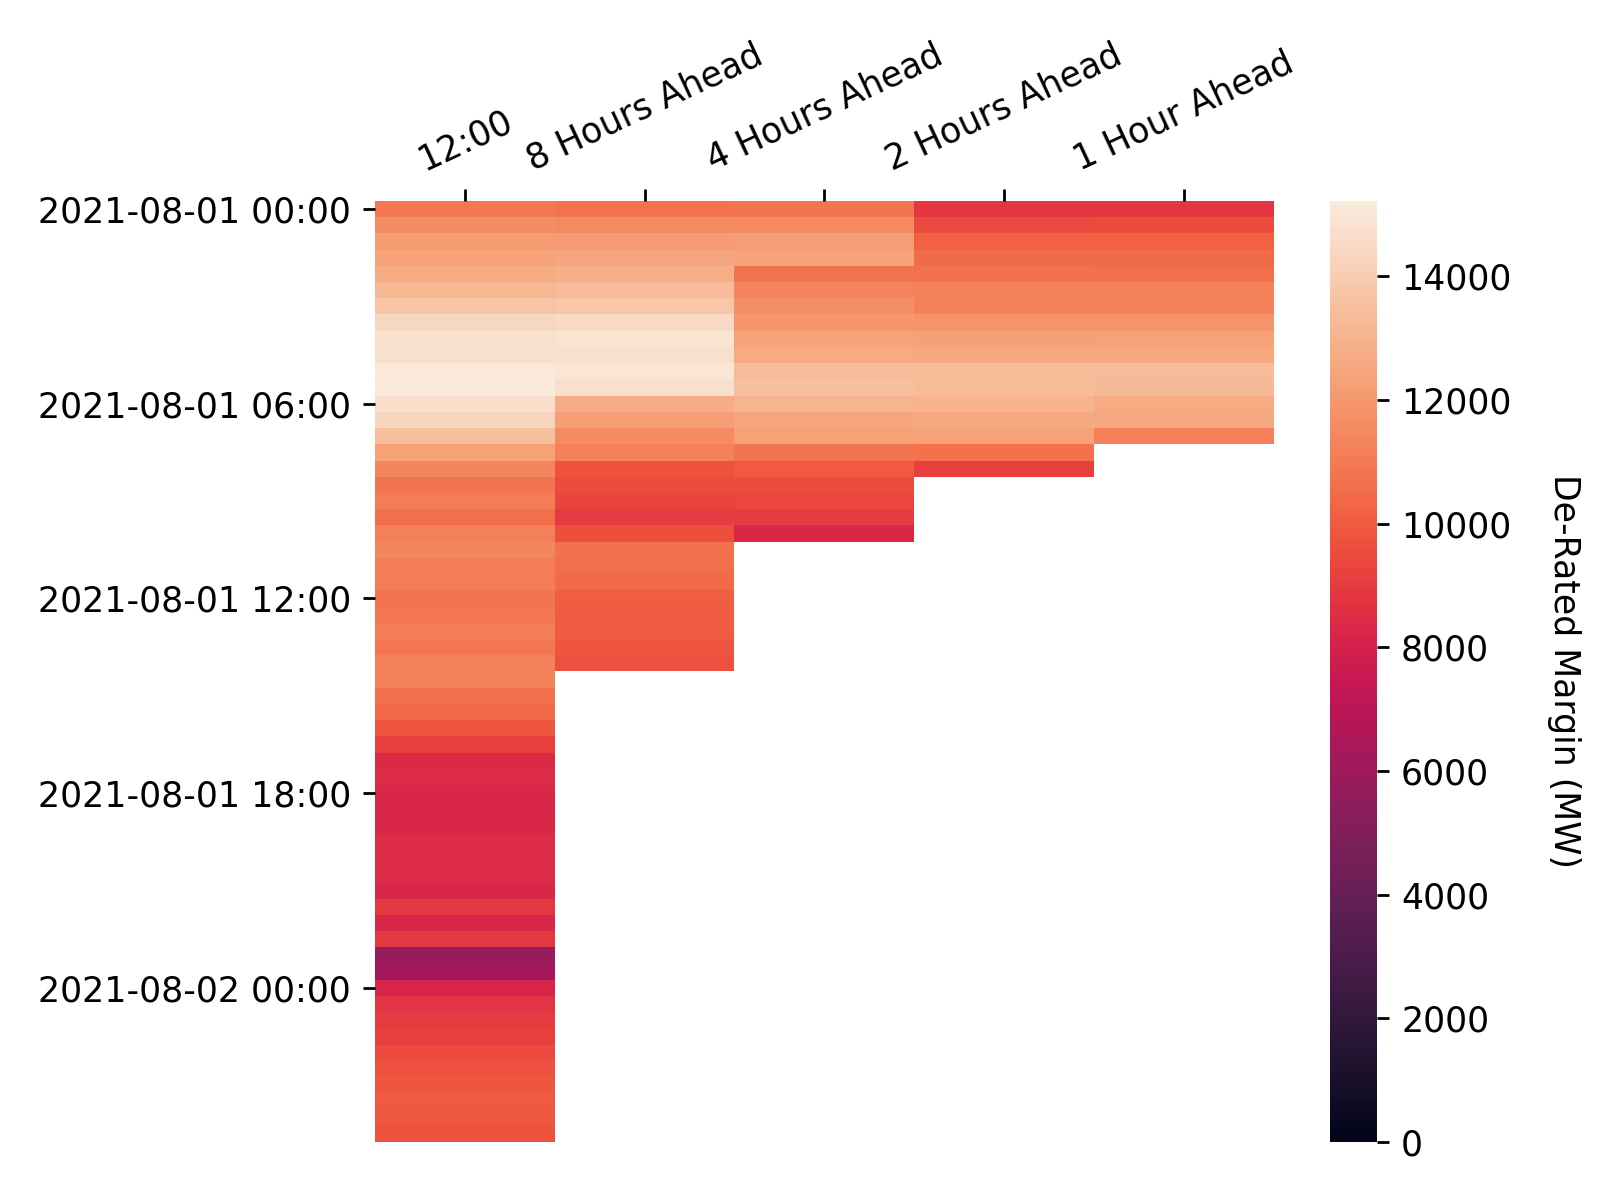 12:00
8 Hours Ahead
4 Hours Ahead
2 Hours Ahead
1 Hour Ahead
2021-08-01 00:00
2021-08-01 06:00
2021-08-01 12:00
2021-08-01 18:00
2021-08-02 00:00
14000
12000
10000
8000
6000
4000
2000
0
De-Rated Margin (MW)